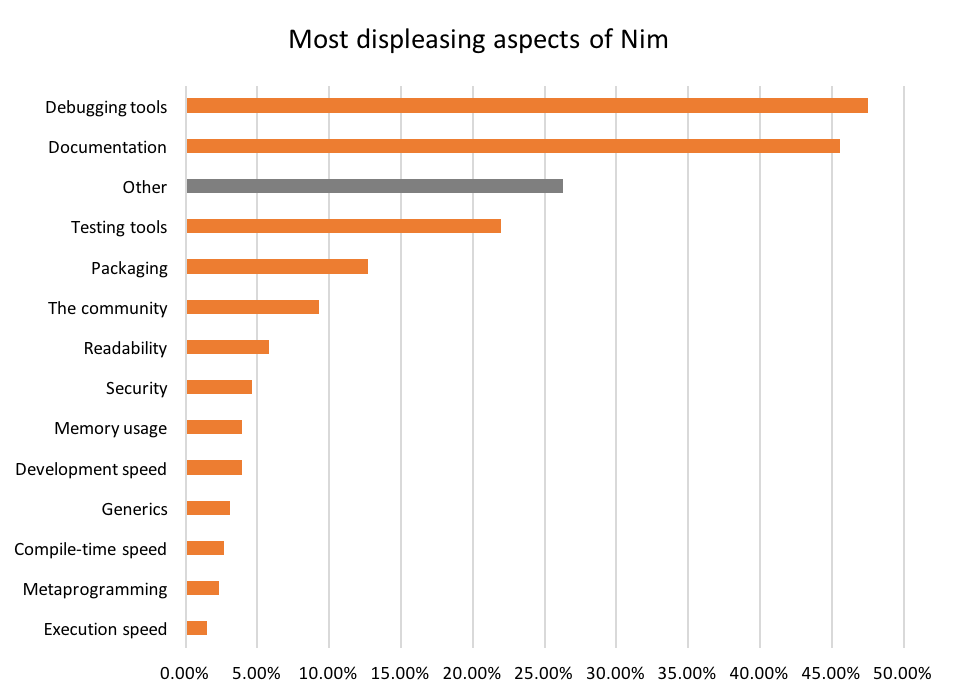 Most displeasing aspects of Nim
Debugging tools
Documentation
Other
Testing tools
Packaging
The community
Readability
Security
Memory usage
Development speed
Generics
Compile-time speed
Metaprogramming
Execution speed
0.00% 5.00% 10.00% 15.00% 20.00% 25.00% 30.00% 35.00% 40.00% 45.00% 50.00%